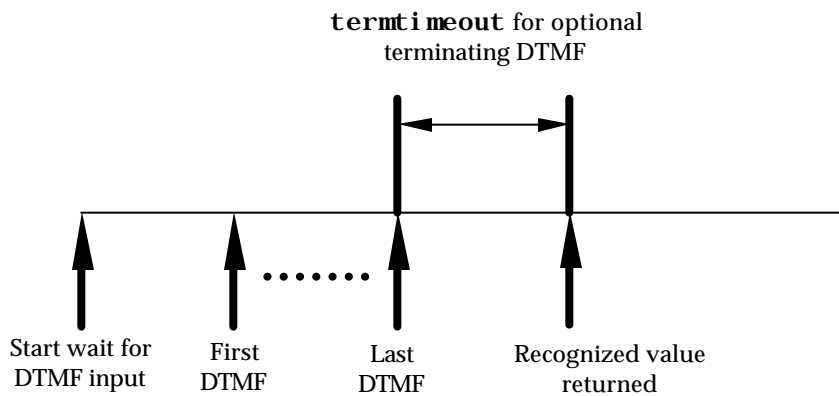 termtimeout for optional
terminating DTMF
Start wait for
DTMF input
First
DTMF
Last
DTMF
Recognized value
returned